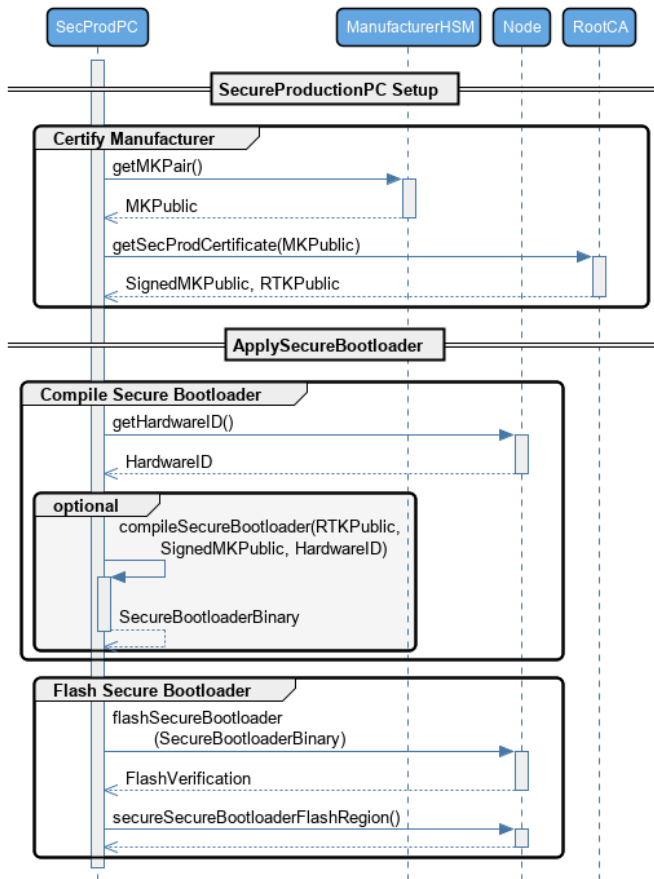 SecProdPC
ManufacturerHSM
Node
RootCA
SecureProductionPC Setup
Certify Manufacturer
getMKPair()
MKPublic
getSecProdCertificate(MKPublic)
SignedMKPublic, RTKPublic
ApplySecureBootloader
Compile Secure Bootloader
getHardwareID()
HardwareID
optional
compileSecureBootloader(RTKPublic,
SignedMKPublic, HardwareID)
SecureBootloaderBinary
Flash Secure Bootloader
flashSecureBootloader
(SecureBootloaderBinary)
FlashVerification
secureSecureBootloaderFlashRegion()